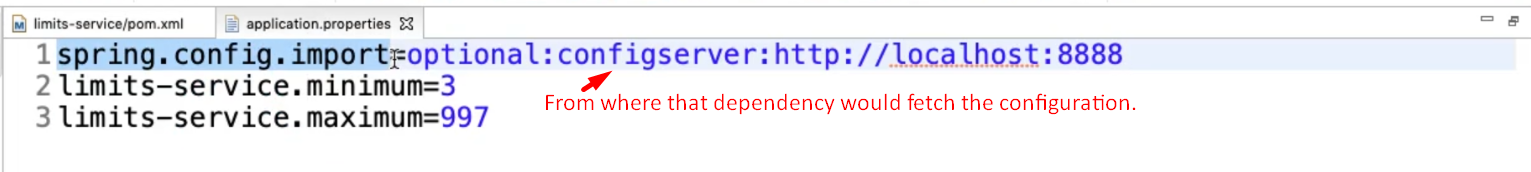 limits-service/pom.xml
application.properties
1 spring.config.import=optional:configserver:http://localhost:8888
2 limits-service.minimum=3
From where that dependency would fetch the configuration.
3 limits-service.maximum=997